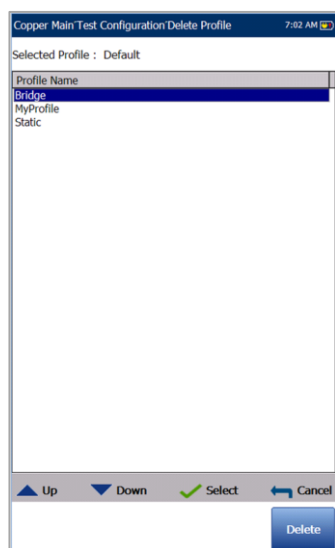 Copper Main\Test Configuration\Delete Profile 7:02 AM
Selected Profile : Default
Profile Name
Bridge
MyProfile
Static
Up Down Select Cancel
Delete